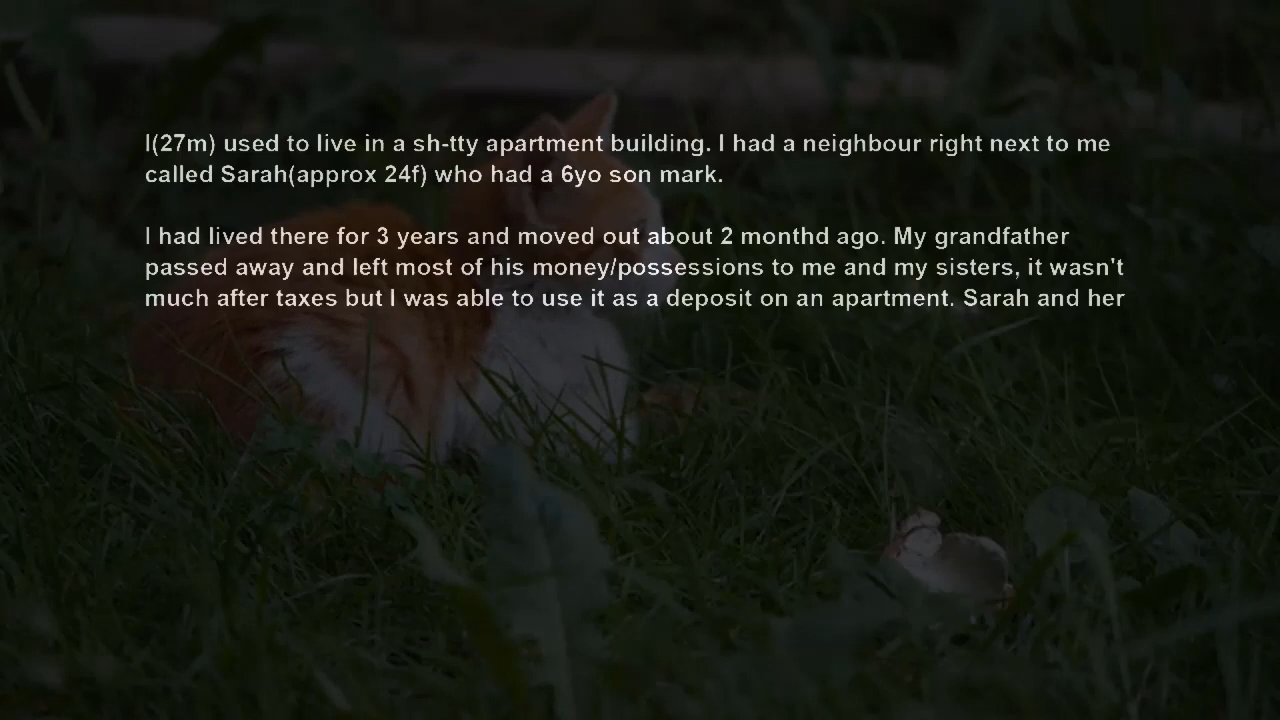 I(27m) used to live in a sh-tty apartment building. I had a neighbour right next to me
called Sarah(approx 24f) who had a 6yo son mark.
I had lived there for 3 years and moved out about 2 monthd ago. My grandfather
passed away and left most of his money/possessions to me and my sisters, it wasn't
much after taxes but I was able to use it as a deposit on an apartment. Sarah and her